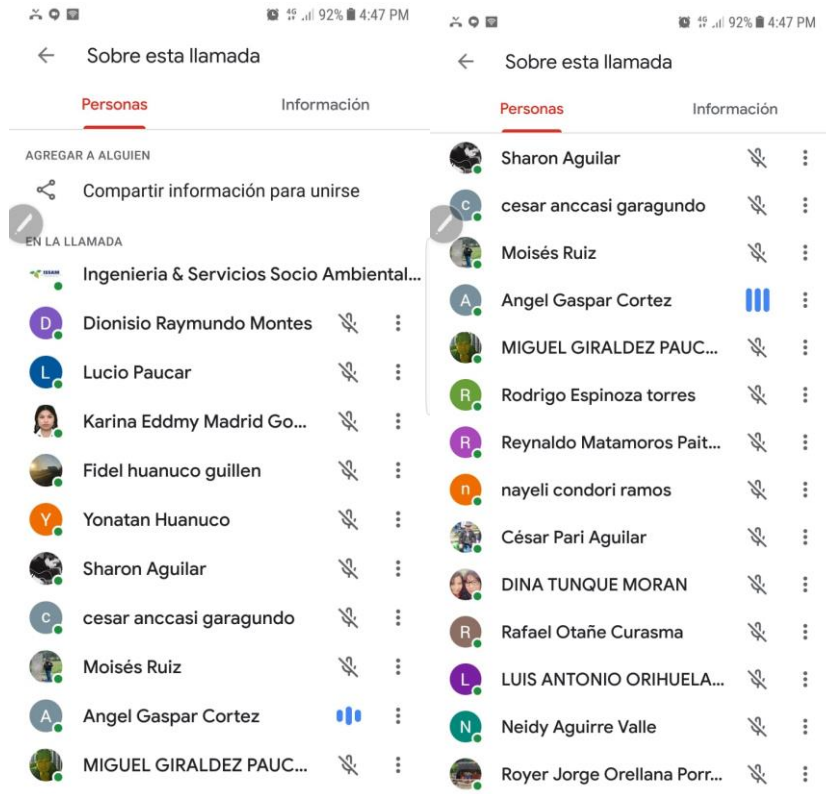 4G 92% 4:47 PM
Sobre esta llamada
Personas Información
AGREGAR A ALGUIEN
Compartir información para unirse
EN LA LLAMADA
Ingenieria & Servicios Socio Ambiental...
D Dionisio Raymundo Montes
L Lucio Paucar
Karina Eddmy Madrid Go...
Fidel huanuco guillen
Y Yonatan Huanuco
Sharon Aguilar
c cesar anccasi garagundo
Moisés Ruiz
A Angel Gaspar Cortez
MIGUEL GIRALDEZ PAUC...
4G 92% 4:47 PM
Sobre esta llamada
Personas Información
Sharon Aguilar
c cesar anccasi garagundo
Moisés Ruiz
A Angel Gaspar Cortez
MIGUEL GIRALDEZ PAUC...
R Rodrigo Espinoza torres
R Reynaldo Matamoros Pait...
n nayeli condori ramos
César Pari Aguilar
DINA TUNQUE MORAN
R Rafael Otañe Curasma
L LUIS ANTONIO ORIHUELA...
N Neidy Aguirre Valle
Royer Jorge Orellana Porr...